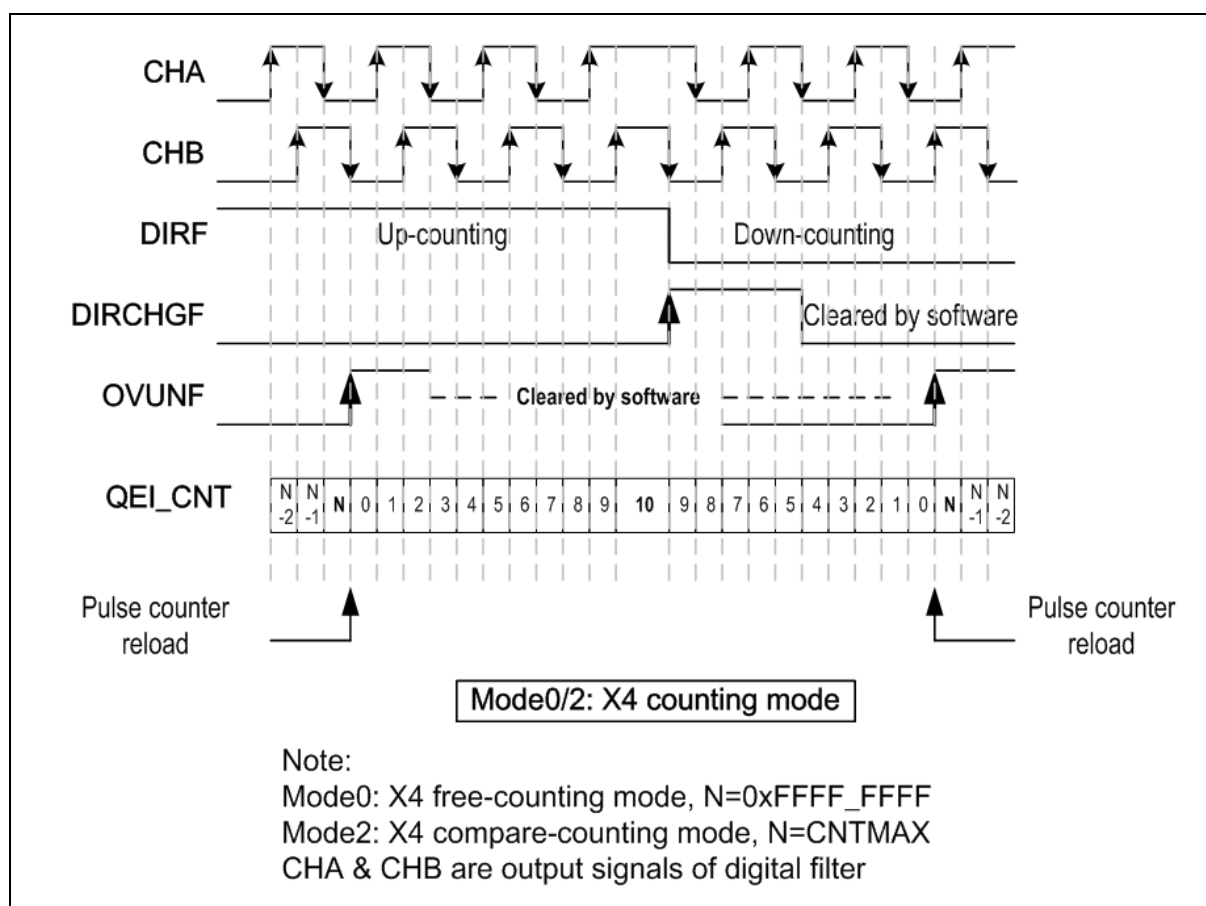 CHA
CHB
DIRF
Up-counting
Down-counting
DIRCHGF
Cleared by software
OVUNF
Cleared by software
QEI_CNT
N-2 N-1 N 0 1 2 3 4 5 6 7 8 9 10 9 8 7 6 5 4 3 2 1 0 N N-1 N-2
Pulse counter
reload
Pulse counter
reload
Mode0/2: X4 counting mode
Note:
Mode0: X4 free-counting mode, N=0xFFFF_FFFF
Mode2: X4 compare-counting mode, N=CNTMAX
CHA & CHB are output signals of digital filter